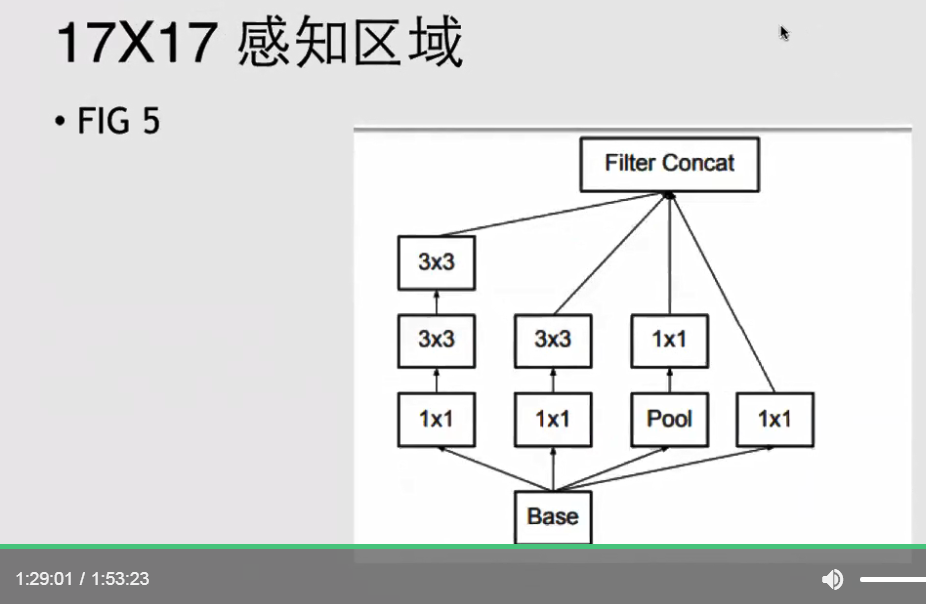 17X17 感知区域
• FIG 5
Filter Concat
3x3
3x3 3x3 1x1
1x1 1x1 Pool 1x1
Base
1:29:01 / 1:53:23